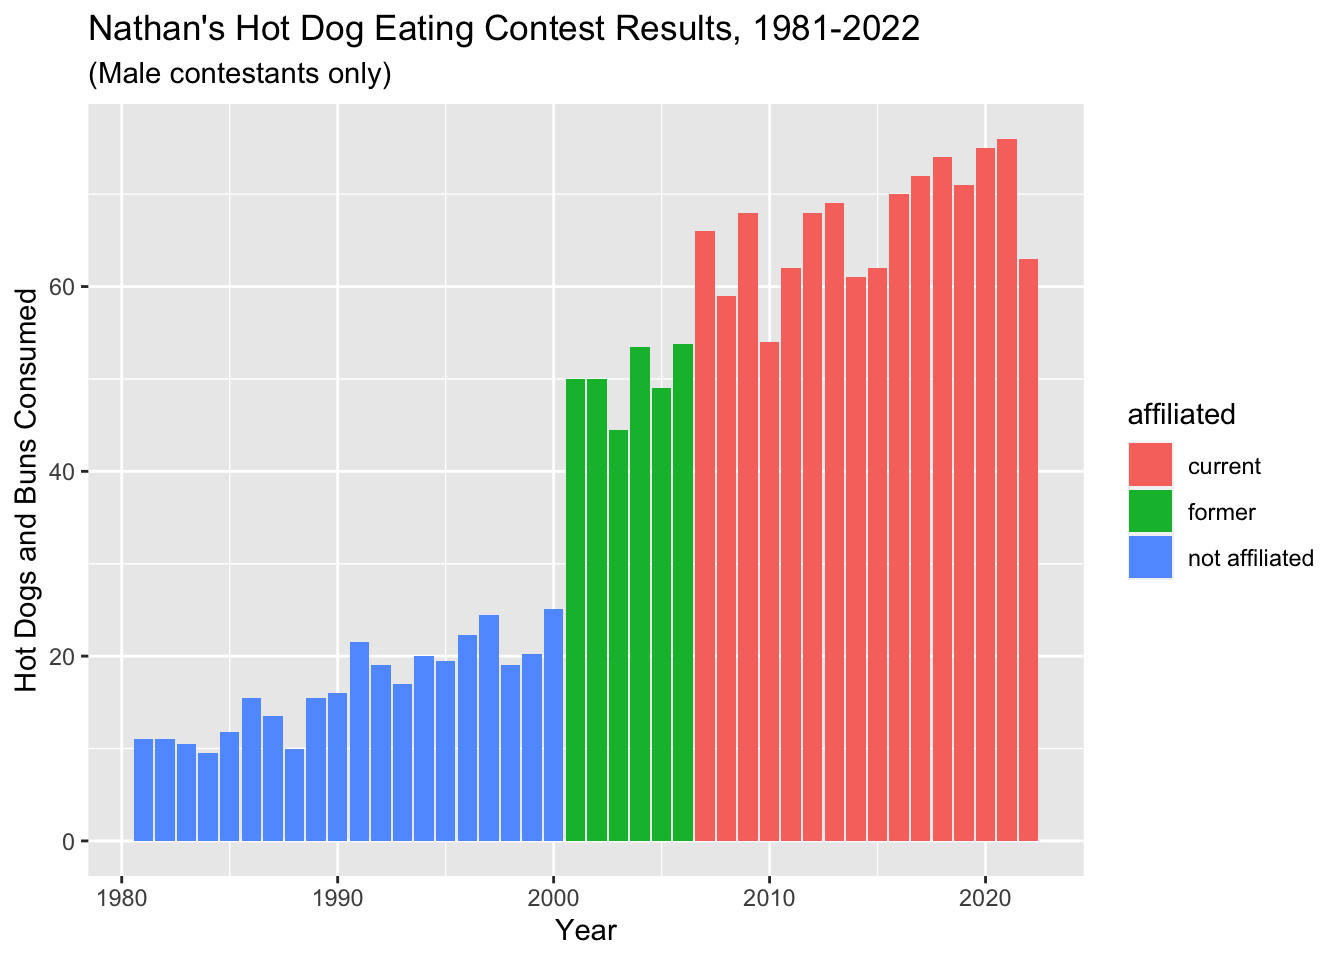 Nathan's Hot Dog Eating Contest Results, 1981-2022
(Male contestants only)
Hot Dogs and Buns Consumed
60
40
20
0
1980
1990
2000
2010
2020
Year
affiliated
current
former
not affiliated